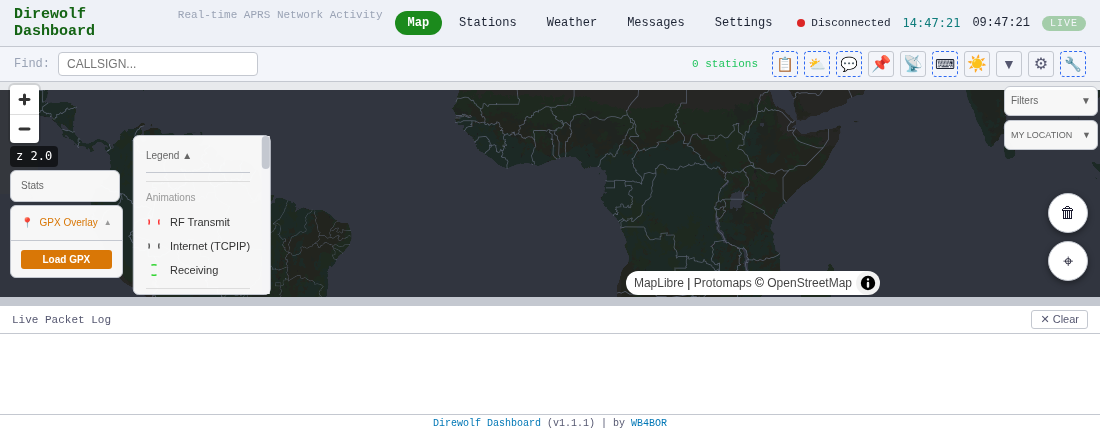 Direwolf
Dashboard
Real-time APRS Network Activity
Map
Stations
Weather
Messages
Settings
Disconnected
14:47:21
09:47:21
LIVE
Find:
CALLSIGN...
0 stations
z 2.0
Stats
GPX Overlay ▲
Load GPX
Legend ▲
Animations
RF Transmit
Internet (TCPIP)
Receiving
Filters ▼
MY LOCATION ▼
MapLibre | Protomaps © OpenStreetMap
Live Packet Log
✕ Clear
Direwolf Dashboard (v1.1.1) | by WB4BOR